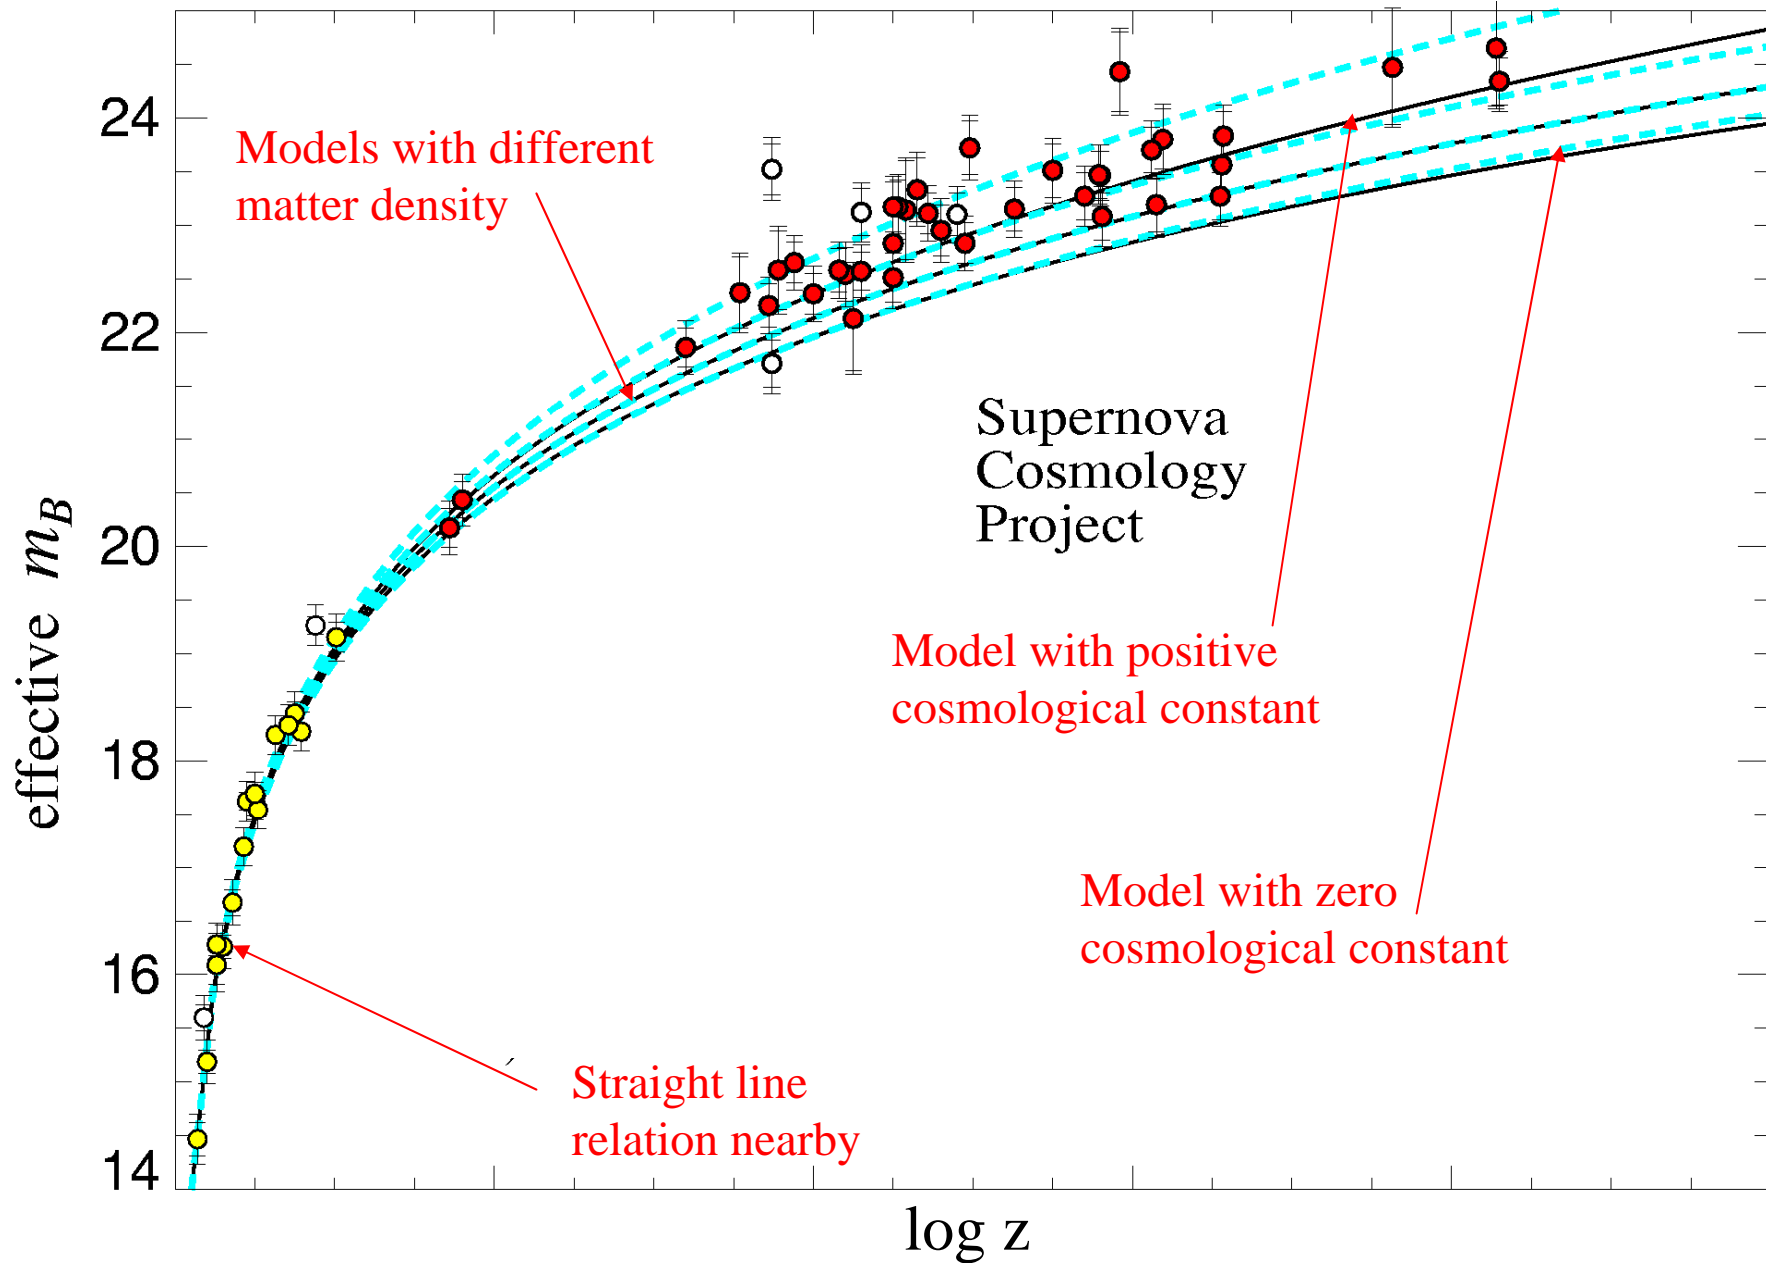 24
22
20
18
16
14
effective m_B
Models with different
matter density
Supernova
Cosmology
Project
Model with positive
cosmological constant
Model with zero
cosmological constant
Straight line
relation nearby
log z